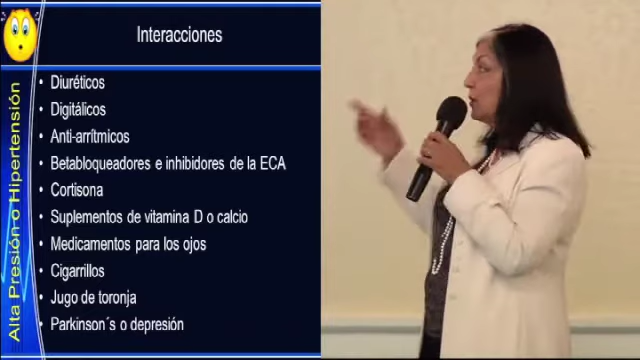 Interacciones
• Diuréticos
• Digitálicos
• Anti-arrítmicos
• Betabloqueadores e inhibidores de la ECA
• Cortisona
• Suplementos de vitamina D o calcio
• Medicamentos para los ojos
• Cigarrillos
• Jugo de toronja
• Parkinson´s o depresión
Alta Presión o Hipertensión